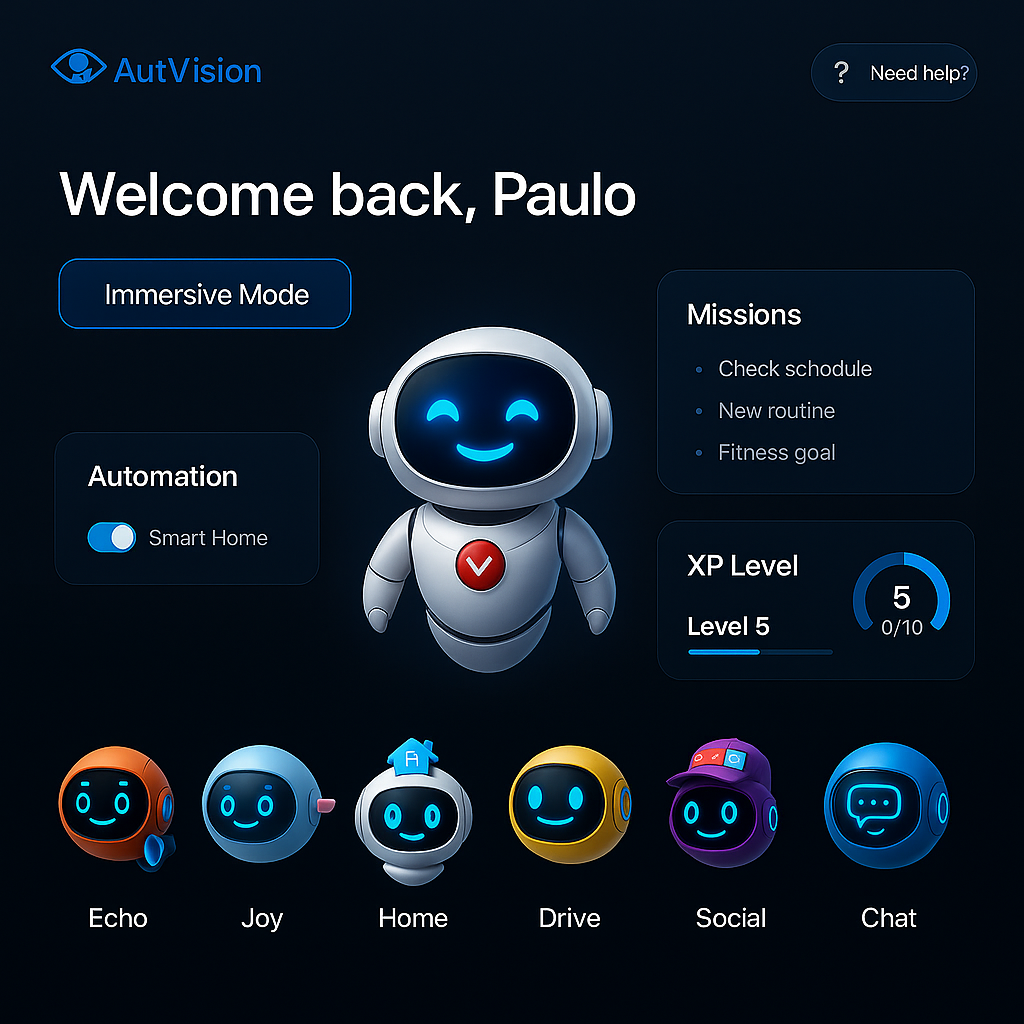 AutVision
? Need help?
Welcome back, Paulo
Immersive Mode
Missions
• Check schodule
• New routine
• Fitness goal
Automation
Smart Home
XP Level
Level 5
5
0/10
Echo
Joy
Home
Drive
Social
Chat